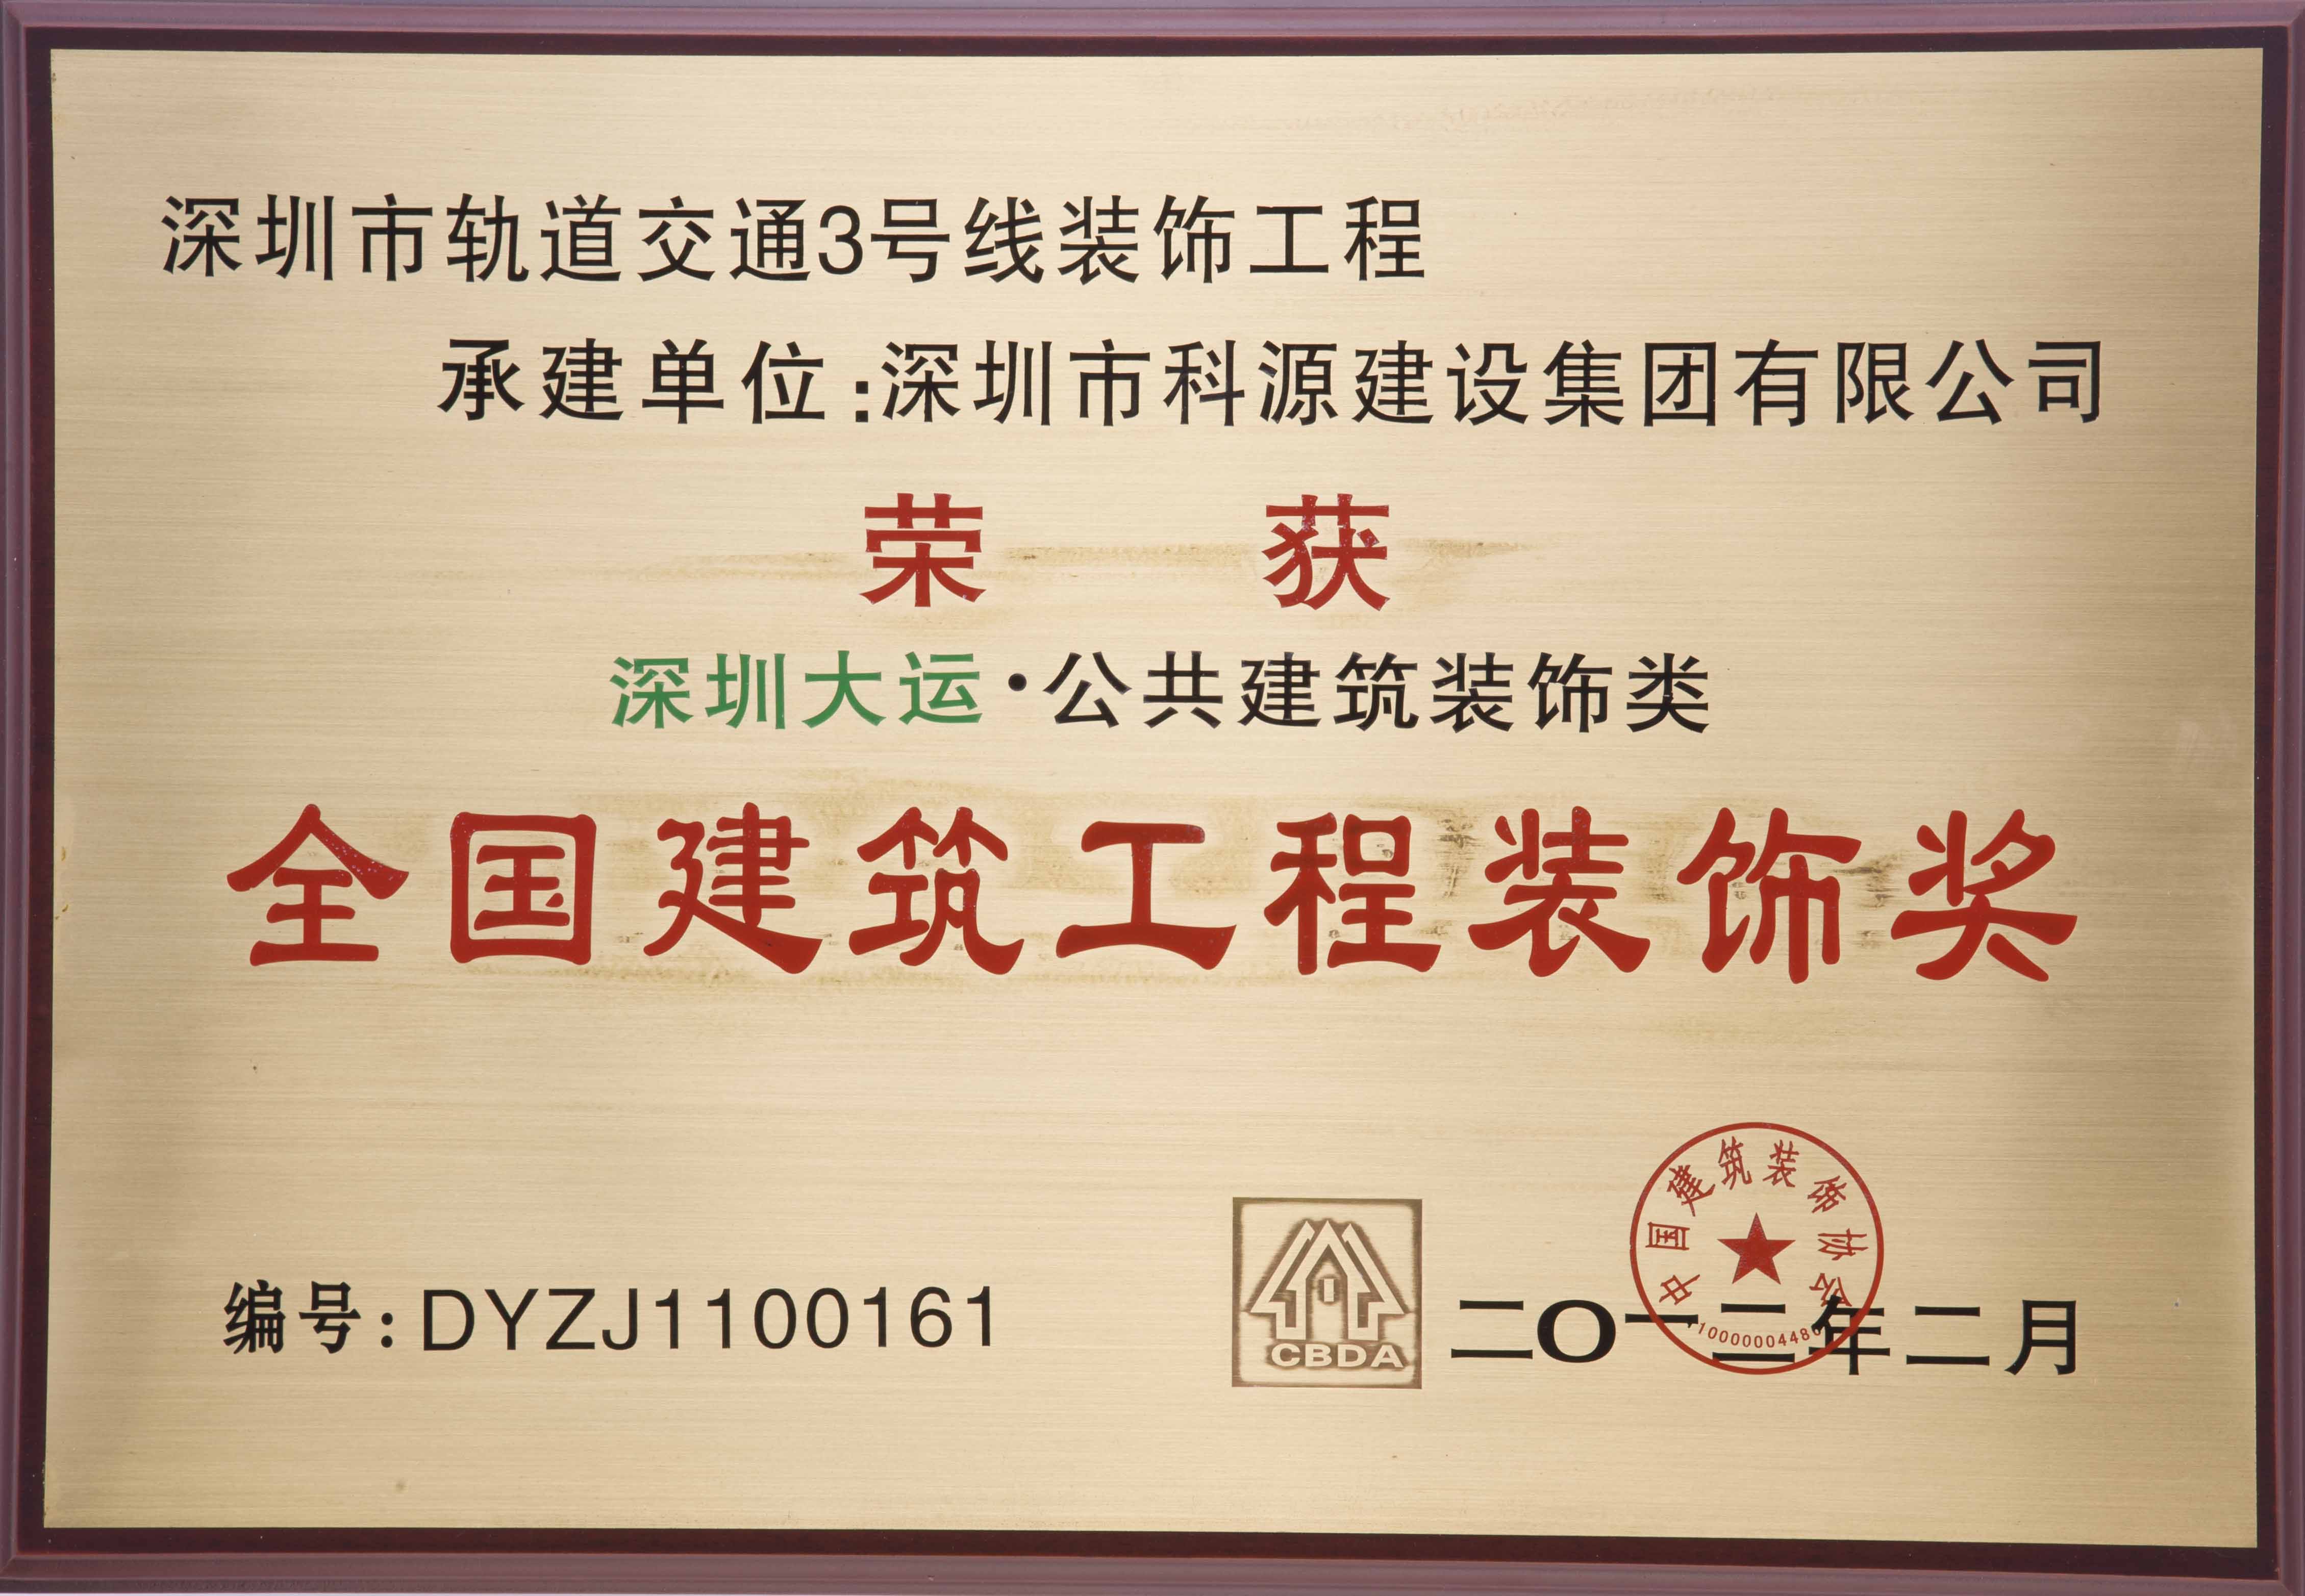 深圳市轨道交通3号线装饰工程
承建单位:深圳市科源建设集团有限公司
荣 获
深圳大运·公共建筑装饰类
全国建筑工程装饰奖
中国建筑装饰协会
编号: DYZJ1100161
CBDA
二〇一二年二月